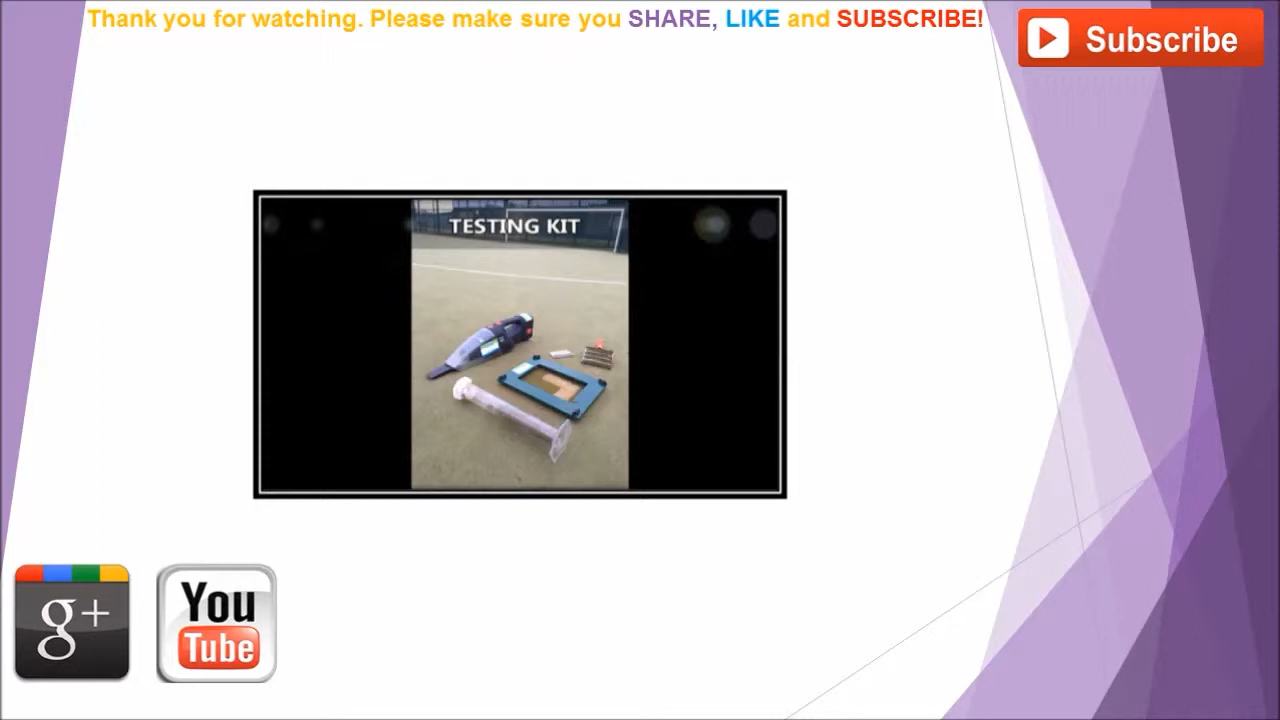 Thank you for watching. Please make sure you SHARE, LIKE and SUBSCRIBE!
Subscribe
TESTING KIT
g+
You
Tube